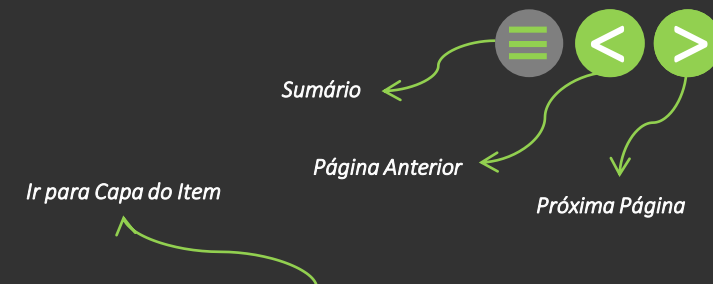 Sumário
Página Anterior
Ir para Capa do Item
Próxima Página